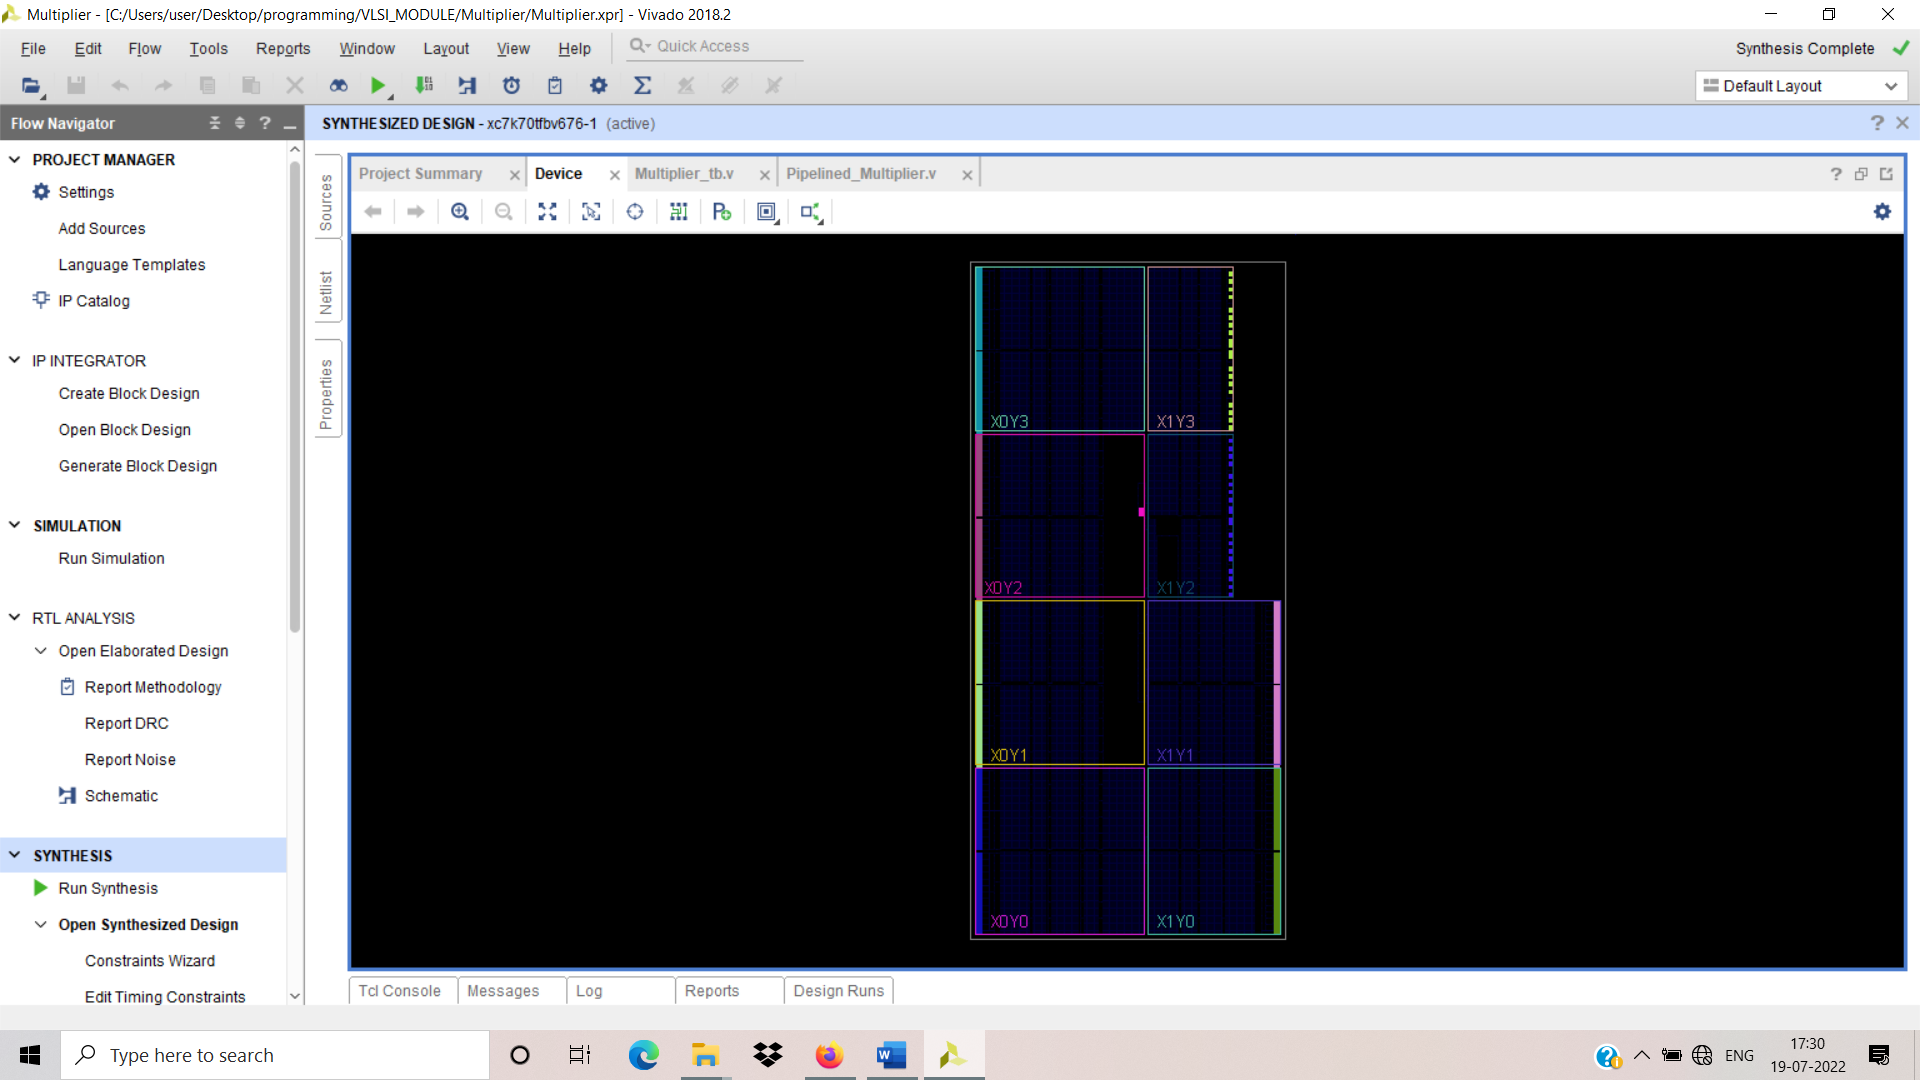 Multiplier - [C:/Users/user/Desktop/programming/VLSI_MODULE/Multiplier/Multiplier.xpr] - Vivado 2018.2
File Edit Flow Tools Reports Window Layout View Help Quick Access
Synthesis Complete
Default Layout
Flow Navigator
SYNTHESIZED DESIGN - xc7k70tfbv676-1 (active)
PROJECT MANAGER
Settings
Add Sources
Language Templates
IP Catalog
IP INTEGRATOR
Create Block Design
Open Block Design
Generate Block Design
SIMULATION
Run Simulation
RTL ANALYSIS
Open Elaborated Design
Report Methodology
Report DRC
Report Noise
Schematic
SYNTHESIS
Run Synthesis
Open Synthesized Design
Constraints Wizard
Edit Timing Constraints
Sources
Netlist
Properties
Project Summary Device Multiplier_tb.v Pipelined_Multiplier.v
X0Y3 X1Y3
X0Y2 X1Y2
X0Y1 X1Y1
X0Y0 X1Y0
Tcl Console Messages Log Reports Design Runs
Type here to search
ENG
17:30
19-07-2022